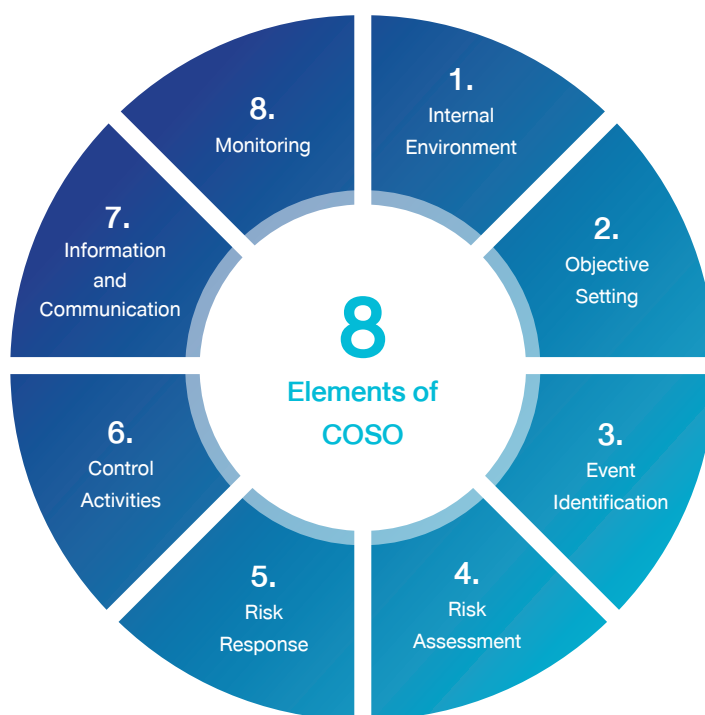 8
Elements of
COSO
1.
Internal
Environment
2.
Objective
Setting
3.
Event
Identification
4.
Risk
Assessment
5.
Risk
Response
6.
Control
Activities
7.
Information
and
Communication
8.
Monitoring